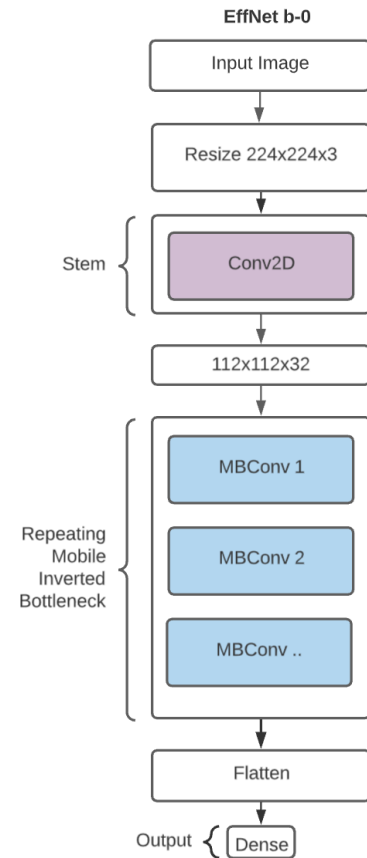 EffNet b-0
Input Image
Resize 224x224x3
Stem
Conv2D
112x112x32
MBConv 1
Repeating
Mobile
Inverted
Bottleneck
MBConv 2
MBConv ..
Flatten
Output
Dense